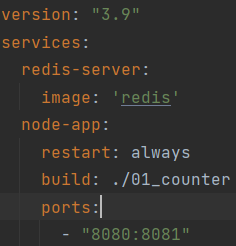 version: "3.9"
services:
  redis-server:
    image: 'redis'
  node-app:
    restart: always
    build: ./01_counter
    ports:
      - "8080:8081"